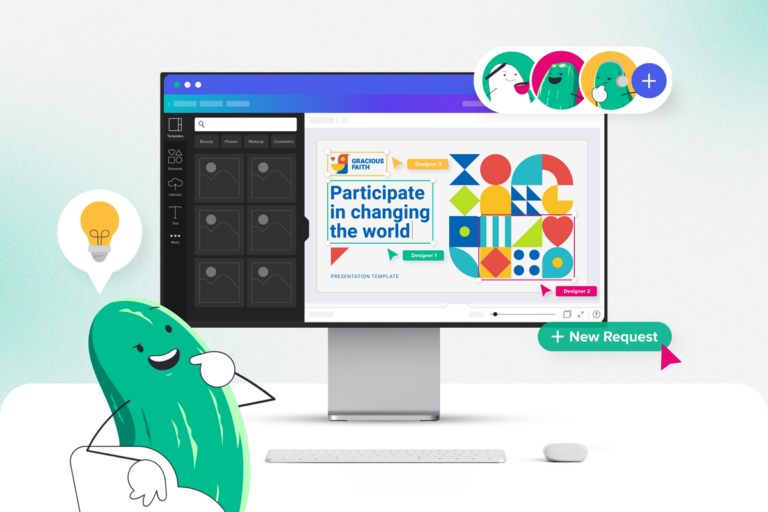 Templates
Elements
Uploads
Text
More
Beauty
Flower
Makeup
Cosmetics
GRACIOUS
FAITH
Designer 3
Participate
in changing
the world
Designer 1
PRESENTATION TEMPLATE
Designer 2
+ New Request